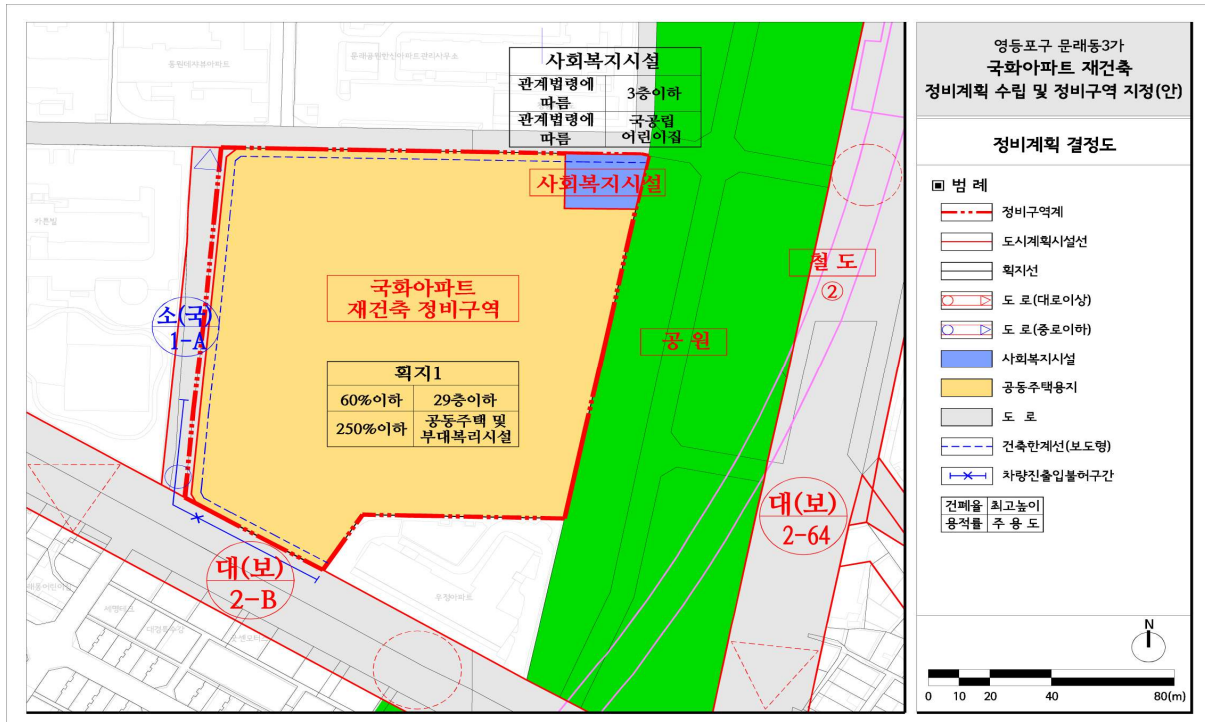 사회복지시설
관계법령에
따름
3층이하
관계법령에
따름
국공립
어린이집
사회복지시설
국화아파트
재건축 정비구역
획지1
60%이하
29층이하
250%이하
공동주택 및
부대복리시설
소(국)
1-A
대(보)
2-B
공 원
철 도
②
대(보)
2-64
우정아파트
카튼빌
영등포구 문래동3가
국화아파트 재건축
정비계획 수립 및 정비구역 지정(안)
정비계획 결정도
범 례
정비구역계
도시계획시설선
획지선
도 로(대로이상)
도 로(중로이하)
사회복지시설
공동주택용지
도 로
건축한계선(보도형)
차량진출입불허구간
건폐율 최고높이
용적률 주 용 도
N
0 10 20 40 80(m)